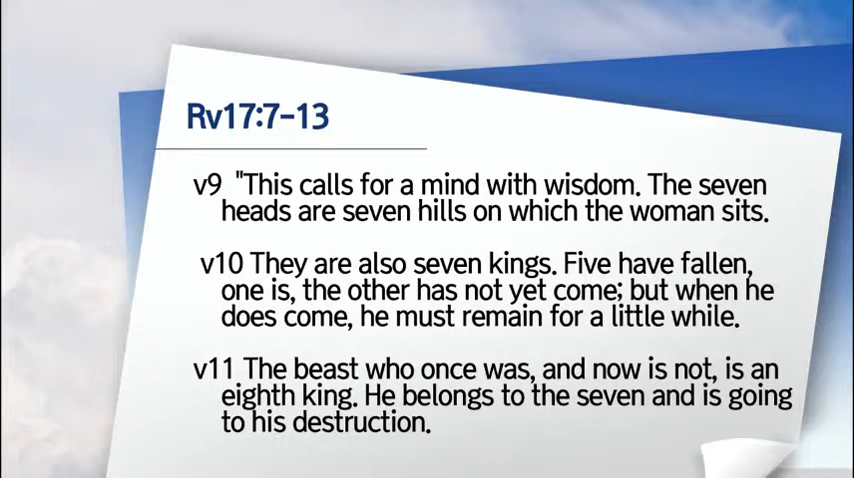 Rv17:7-13
v9 "This calls for a mind with wisdom. The seven
heads are seven hills on which the woman sits.
v10 They are also seven kings. Five have fallen,
one is, the other has not yet come; but when he
does come, he must remain for a little while.
v11 The beast who once was, and now is not, is an
eighth king. He belongs to the seven and is going
to his destruction.